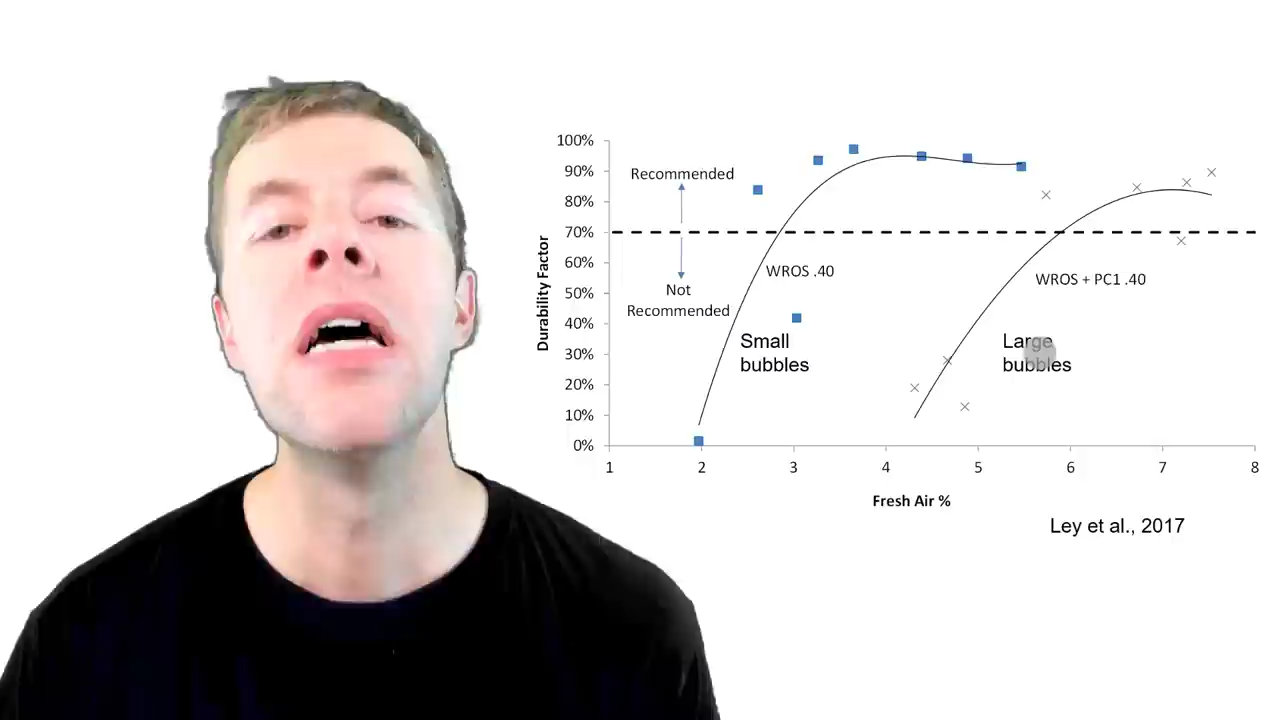 100%
90%
80%
70%
60%
50%
40%
30%
20%
10%
0%
Durability Factor
Recommended
Not
Recommended
WROS .40
WROS + PC1 .40
Small
bubbles
Large
bubbles
1 2 3 4 5 6 7 8
Fresh Air %
Ley et al., 2017